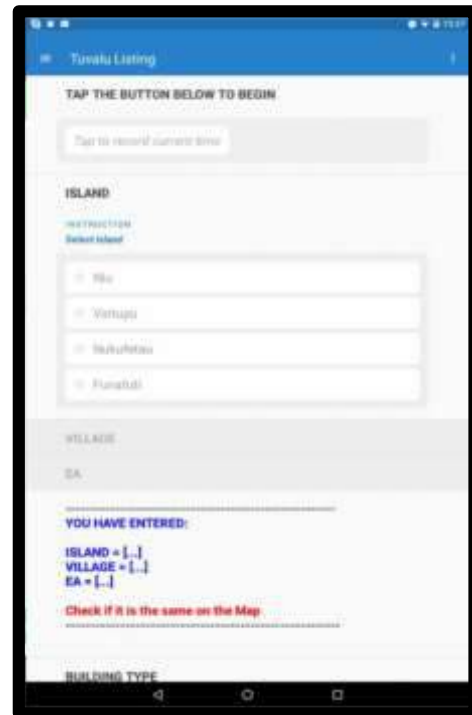 Tuvalu Listing
TAP THE BUTTON BELOW TO BEGIN
Tap to record current time
ISLAND
INSTRUCTION
Select Island
Niu
Vaitupu
Nukufetau
Funafuti
VILLAGE
EA
YOU HAVE ENTERED:
ISLAND = [...]
VILLAGE = [...]
EA = [...]
Check if it is the same on the Map
BUILDING TYPE